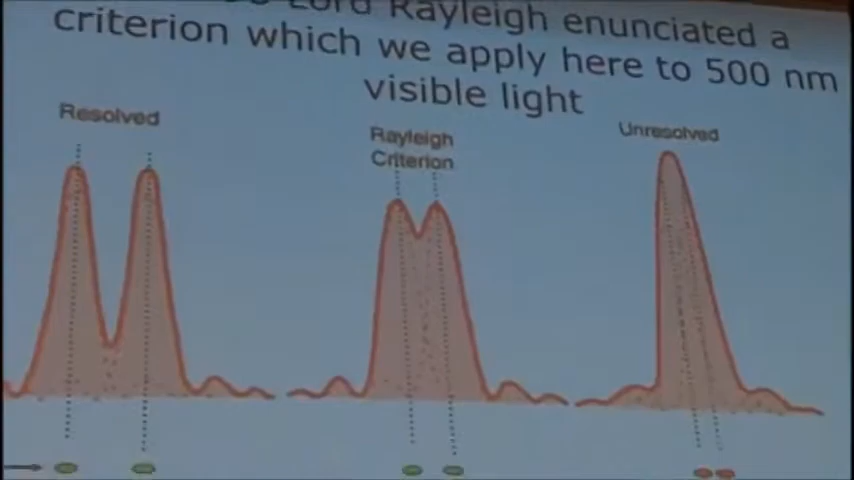 Lord Rayleigh enunciated a
criterion which we apply here to 500 nm
visible light
Resolved
Rayleigh
Criterion
Unresolved